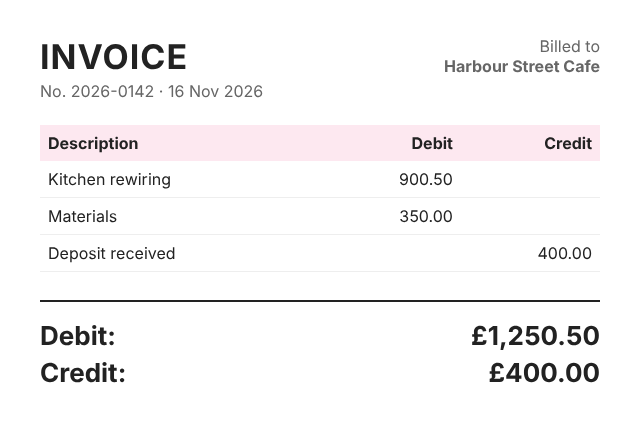 INVOICE
No. 2026-0142 · 16 Nov 2026
Billed to
Harbour Street Cafe
Description Debit Credit
Kitchen rewiring 900.50
Materials 350.00
Deposit received 400.00
Debit: £1,250.50
Credit: £400.00